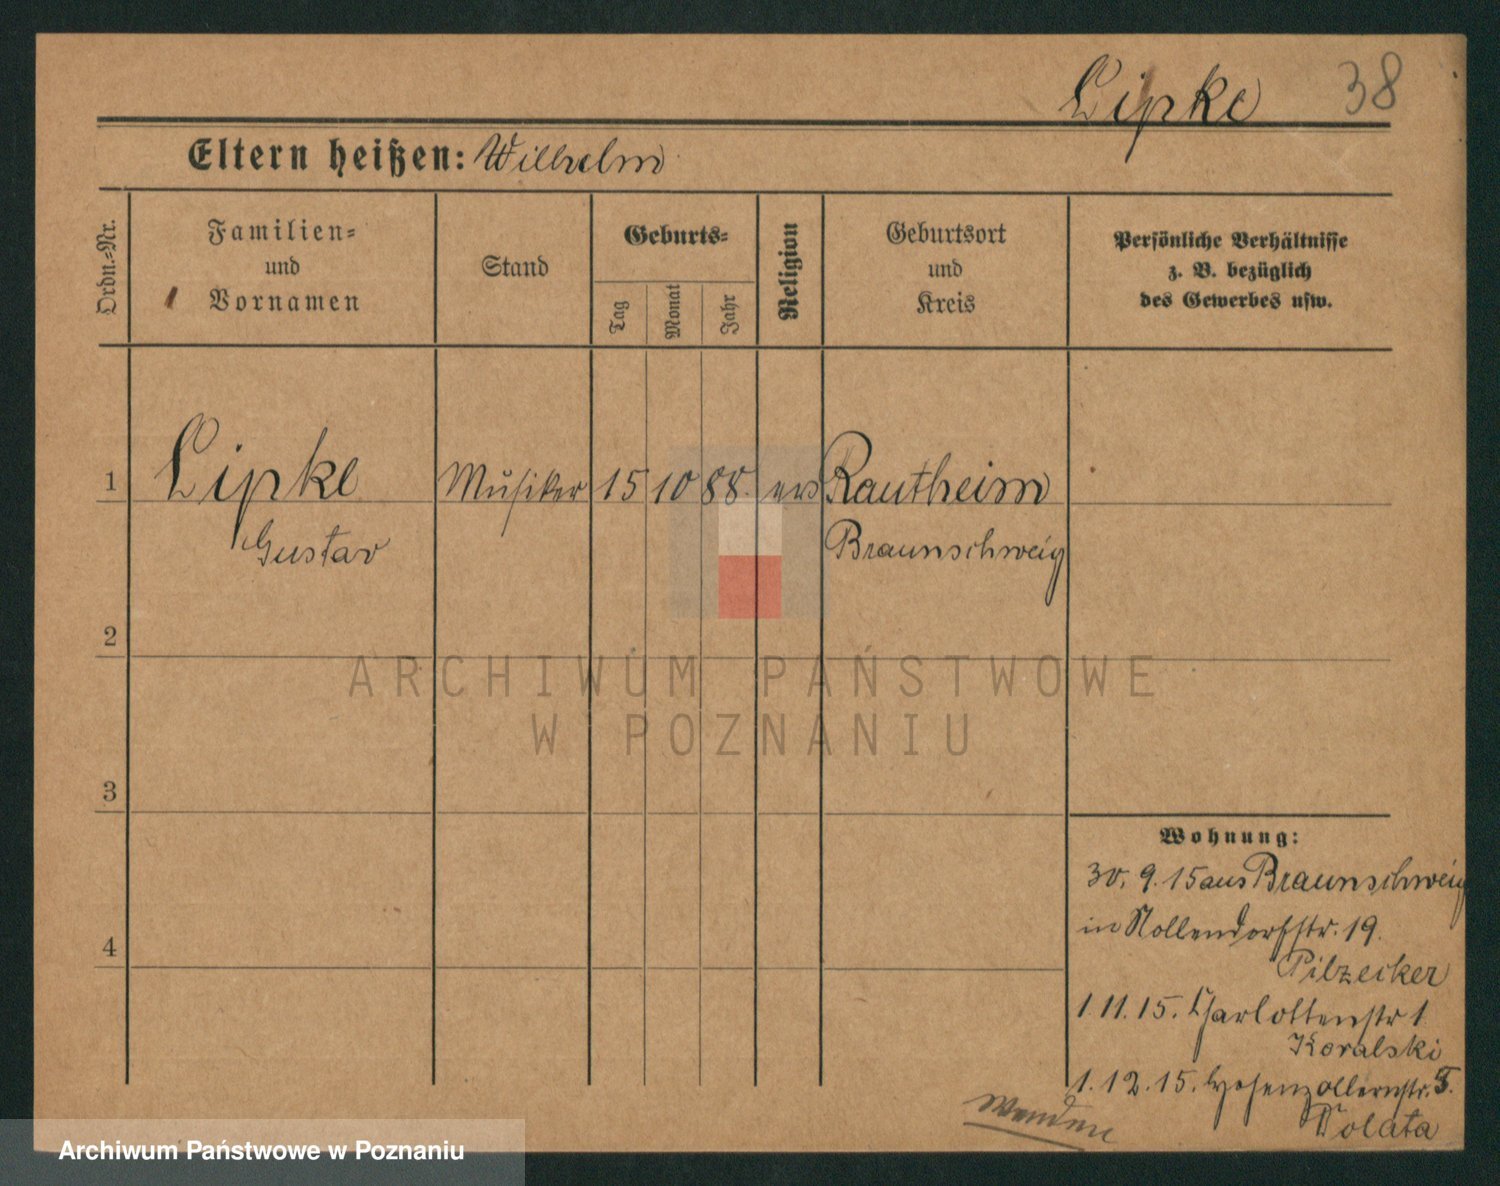 Lipke 38
Eltern heißen: Wilhelm
Ordn.-Nr.
Familien- und Vornamen
Stand
Geburts-
Tag Monat Jahr
Religion
Geburtsort und Kreis
Persönliche Verhältnisse
z. B. bezüglich
des Gewerbes usw.
1 Lipke Musiker 15 10 88. Rautheim
Gustav Braunschweig
2
3
4
Wohnung:
30.9.15 aus Braunschweig
in Nollendorfstr. 19.
Pilzecker
1.11.15. Charlottenstr 1
Koralski
1.12.15. Hohenzollernstr. 5.
Wolata
wenden
ARCHIWUM PAŃSTWOWE
W POZNANIU
Archiwum Państwowe w Poznaniu